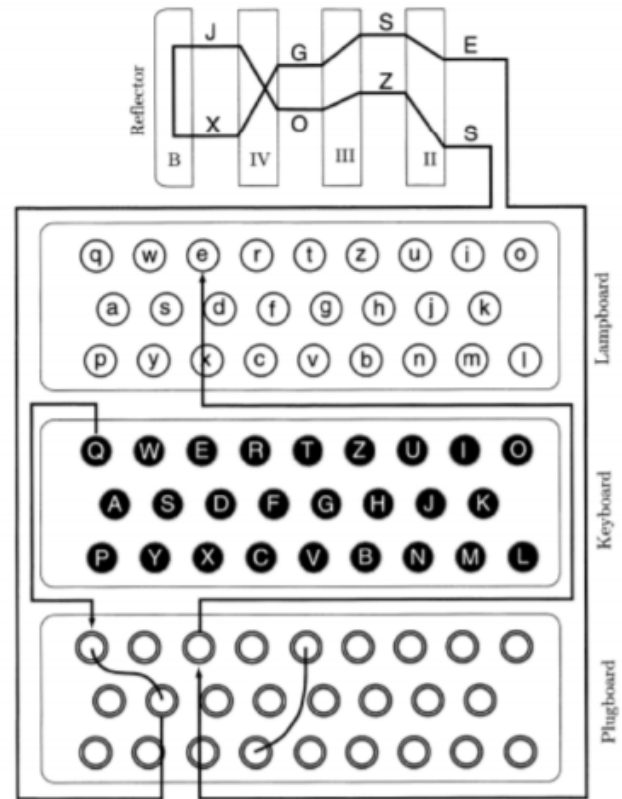 J
S
E
G
Z
X
O
S
Reflector
B
IV
III
II
q w e r t z u i o
a s d f g h j k
p y x c v b n m l
Lampboard
Q W E R T Z U I O
A S D F G H J K
P Y X C V B N M L
Keyboard
Plugboard